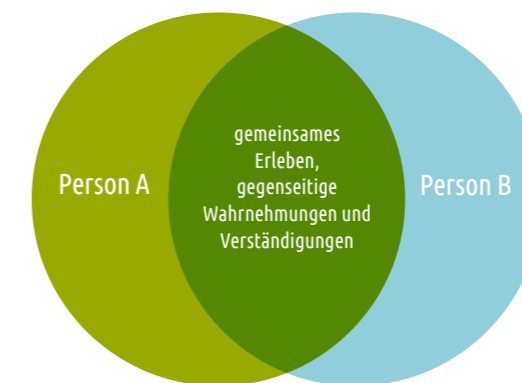 Person A
gemeinsames
Erleben,
gegenseitige
Wahrnehmungen und
Verständigungen
Person B